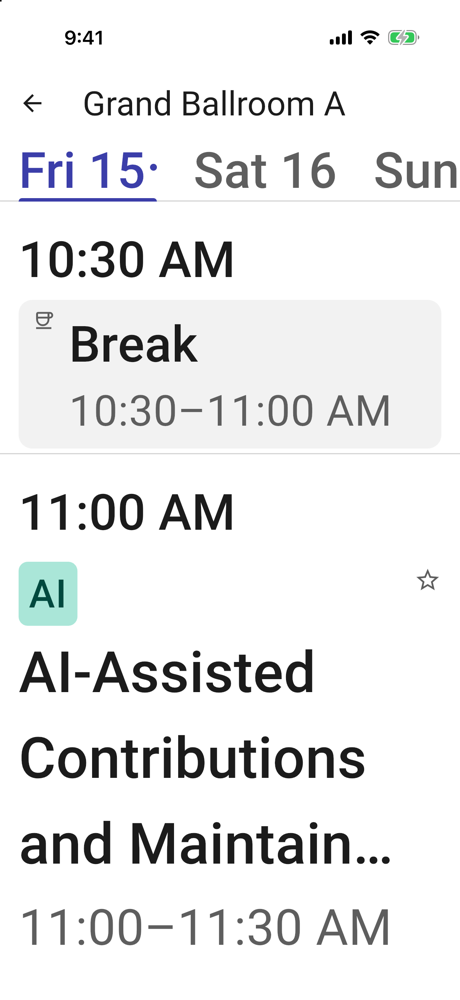 9:41
Grand Ballroom A
Fri 15· Sat 16 Sun
10:30 AM
Break
10:30–11:00 AM
11:00 AM
AI
AI-Assisted
Contributions
and Maintain…
11:00–11:30 AM